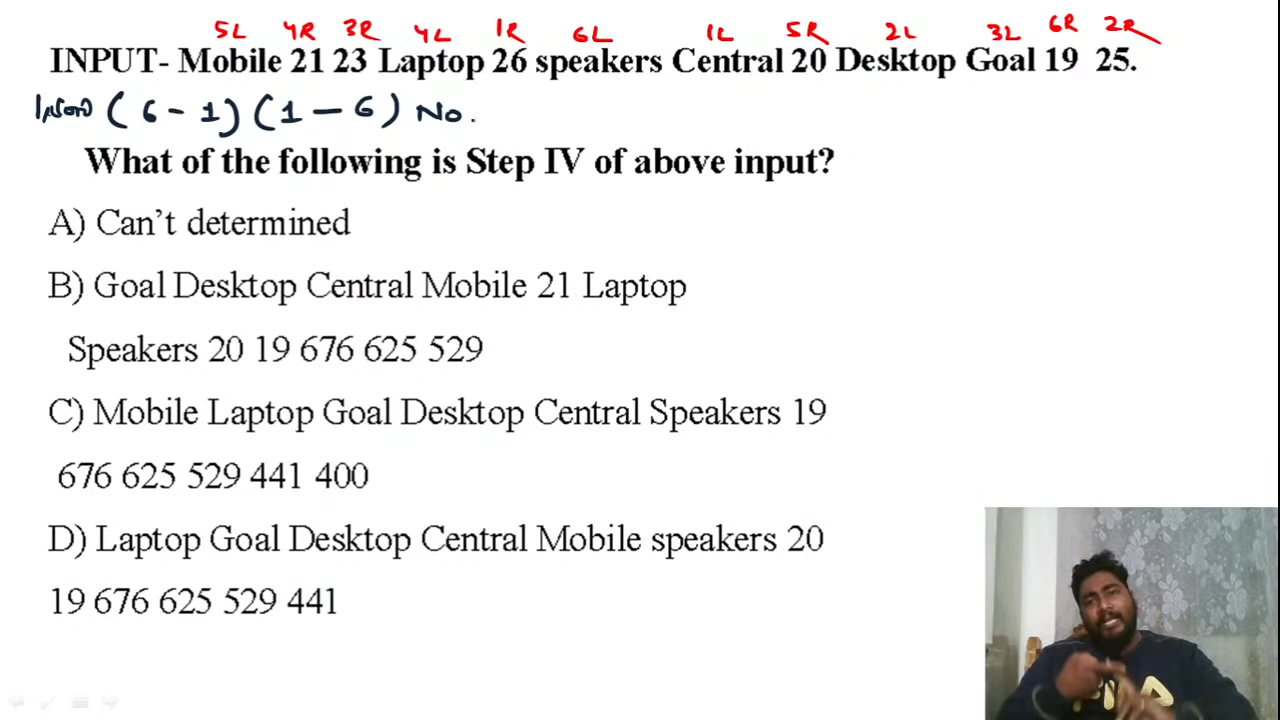 5L 4R 3R 4L 1R 6L 1L 5R 2L 3L 6R 2R
INPUT- Mobile 21 23 Laptop 26 speakers Central 20 Desktop Goal 19 25.
(6 - 1) (1 - 6) No.
What of the following is Step IV of above input?
A) Can't determined
B) Goal Desktop Central Mobile 21 Laptop
Speakers 20 19 676 625 529
C) Mobile Laptop Goal Desktop Central Speakers 19
676 625 529 441 400
D) Laptop Goal Desktop Central Mobile speakers 20
19 676 625 529 441